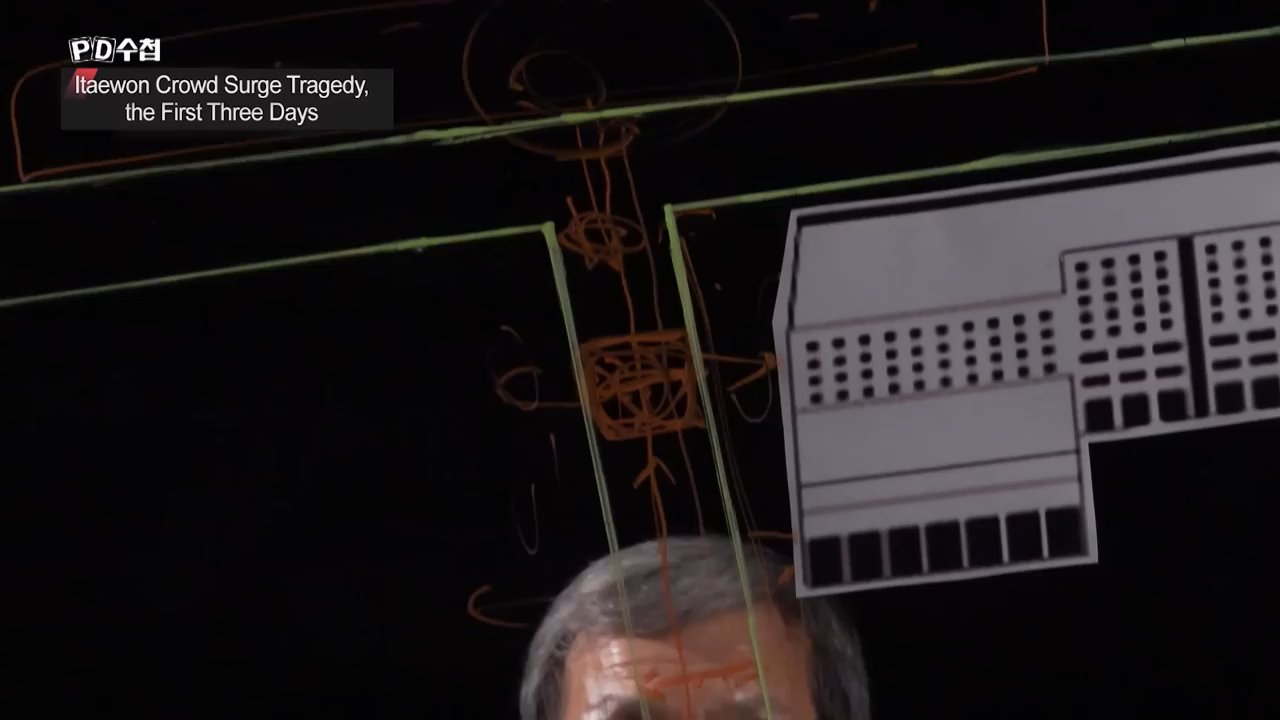 PD수첩
Itaewon Crowd Surge Tragedy,
the First Three Days